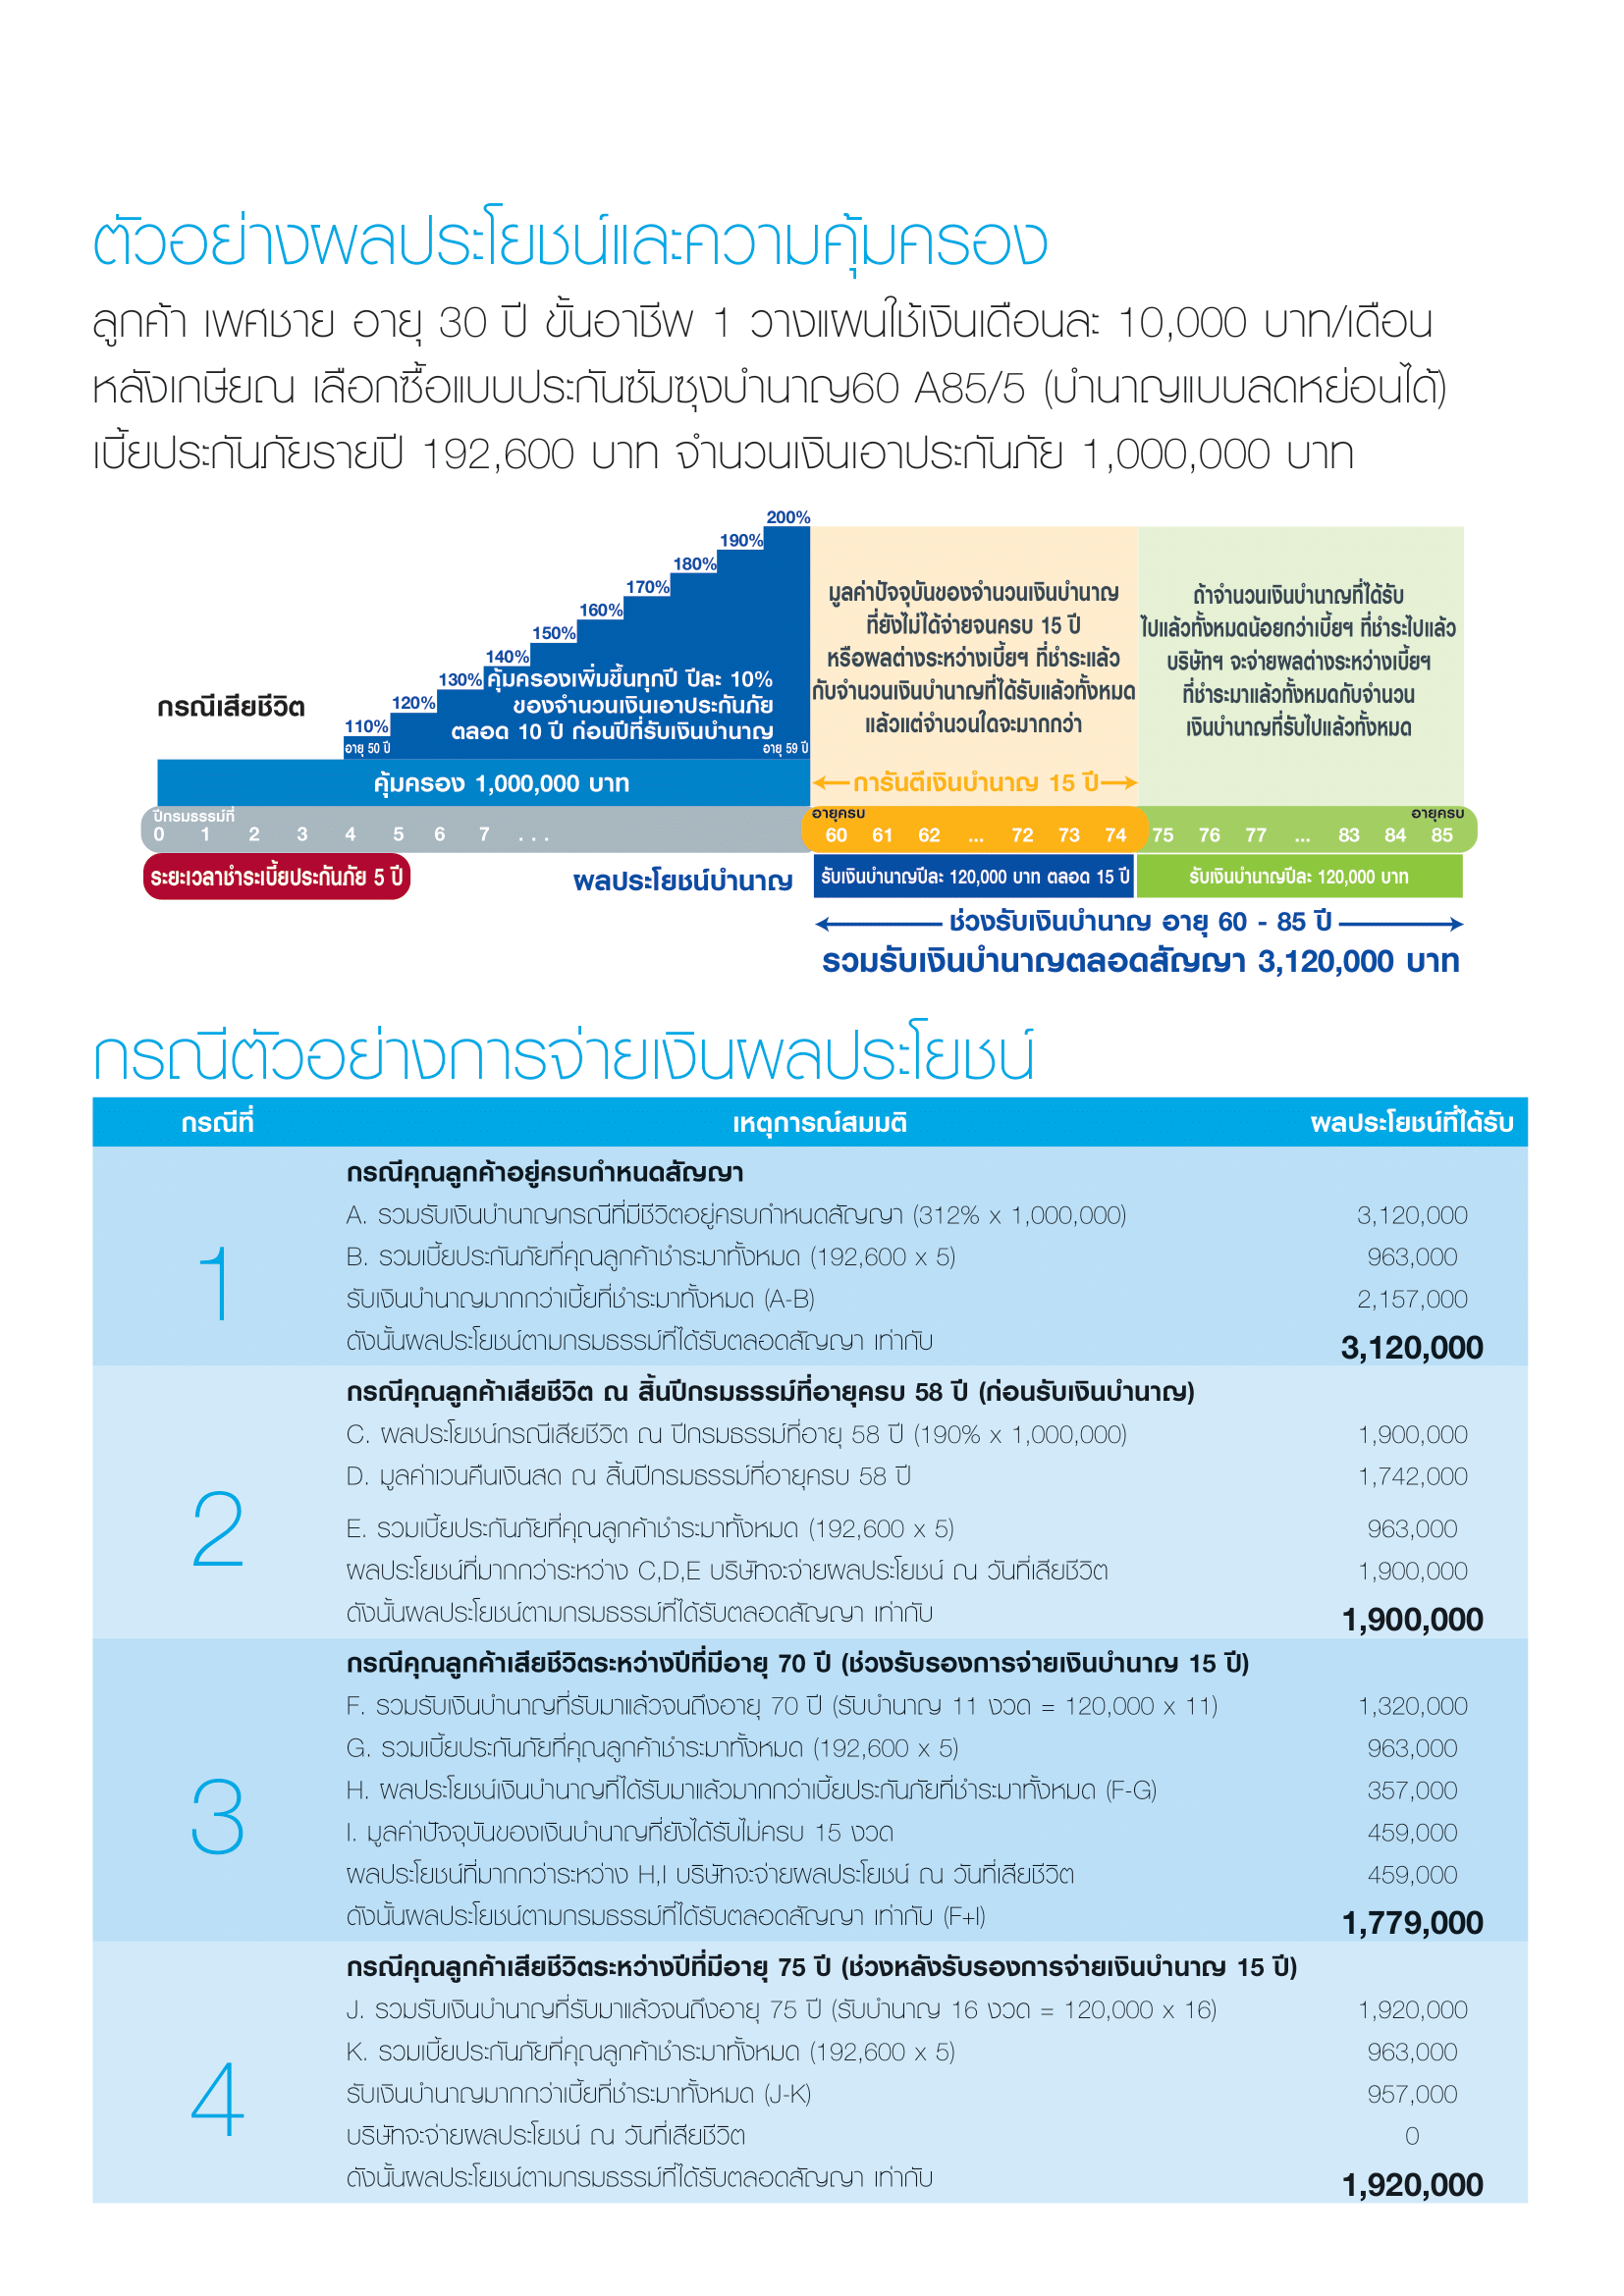 ตัวอย่างผลประโยชน์และความคุ้มครอง
ลูกค้า เพศชาย อายุ 30 ปี ขั้นอาชีพ 1 วางแผนใช้เงินเดือนละ 10,000 บาท/เดือน
หลังเกษียณ เลือกซื้อแบบประกันซัมซุงบำนาญ60 A85/5 (บำนาญแบบลดหย่อนได้)
เบี้ยประกันภัยรายปี 192,600 บาท จำนวนเงินเอาประกันภัย 1,000,000 บาท
200%
190%
180%
170%
160%
150%
140%
130%
120%
110%
คุ้มครองเพิ่มขึ้นทุกปี ปีละ 10%
ของจำนวนเงินเอาประกันภัย
ตลอด 10 ปี ก่อนปีที่รับเงินบำนาญ
กรณีเสียชีวิต
อายุ 50 ปี
อายุ 59 ปี
คุ้มครอง 1,000,000 บาท
มูลค่าปัจจุบันของจำนวนเงินบำนาญ
ที่ยังไม่ได้จ่ายจนครบ 15 ปี
หรือผลต่างระหว่างเบี้ยฯ ที่ชำระแล้ว
กับจำนวนเงินบำนาญที่ได้รับแล้วทั้งหมด
แล้วแต่จำนวนใดจะมากกว่า
การันตีเงินบำนาญ 15 ปี
ถ้าจำนวนเงินบำนาญที่ได้รับ
ไปแล้วทั้งหมดน้อยกว่าเบี้ยฯ ที่ชำระไปแล้ว
บริษัทฯ จะจ่ายผลต่างระหว่างเบี้ยฯ
ที่ชำระมาแล้วทั้งหมดกับจำนวน
เงินบำนาญที่รับไปแล้วทั้งหมด
ปีกรมธรรม์ที่
0 1 2 3 4 5 6 7 ...
อายุครบ
60 61 62 ... 72 73 74 75 76 77 ... 83 84 85
อายุครบ
ระยะเวลาชำระเบี้ยประกันภัย 5 ปี
ผลประโยชน์บำนาญ
รับเงินบำนาญปีละ 120,000 บาท ตลอด 15 ปี
รับเงินบำนาญปีละ 120,000 บาท
ช่วงรับเงินบำนาญ อายุ 60 - 85 ปี
รวมรับเงินบำนาญตลอดสัญญา 3,120,000 บาท
กรณีตัวอย่างการจ่ายเงินผลประโยชน์
กรณีที่ เหตุการณ์สมมติ ผลประโยชน์ที่ได้รับ
1
กรณีคุณลูกค้าอยู่ครบกำหนดสัญญา
A. รวมรับเงินบำนาญกรณีที่มีชีวิตอยู่ครบกำหนดสัญญา (312% x 1,000,000) 3,120,000
B. รวมเบี้ยประกันภัยที่คุณลูกค้าชำระมาทั้งหมด (192,600 x 5) 963,000
รับเงินบำนาญมากกว่าเบี้ยที่ชำระมาทั้งหมด (A-B) 2,157,000
ดังนั้นผลประโยชน์ตามกรมธรรม์ที่ได้รับตลอดสัญญา เท่ากับ 3,120,000
2
กรณีคุณลูกค้าเสียชีวิต ณ สิ้นปีกรมธรรม์ที่อายุครบ 58 ปี (ก่อนรับเงินบำนาญ)
C. ผลประโยชน์กรณีเสียชีวิต ณ ปีกรมธรรม์ที่อายุ 58 ปี (190% x 1,000,000) 1,900,000
D. มูลค่าเวนคืนเงินสด ณ สิ้นปีกรมธรรม์ที่อายุครบ 58 ปี 1,742,000
E. รวมเบี้ยประกันภัยที่คุณลูกค้าชำระมาทั้งหมด (192,600 x 5) 963,000
ผลประโยชน์ที่มากกว่าระหว่าง C,D,E บริษัทจะจ่ายผลประโยชน์ ณ วันที่เสียชีวิต 1,900,000
ดังนั้นผลประโยชน์ตามกรมธรรม์ที่ได้รับตลอดสัญญา เท่ากับ 1,900,000
3
กรณีคุณลูกค้าเสียชีวิตระหว่างปีที่มีอายุ 70 ปี (ช่วงรับรองการจ่ายเงินบำนาญ 15 ปี)
F. รวมรับเงินบำนาญที่รับมาแล้วจนถึงอายุ 70 ปี (รับบำนาญ 11 งวด = 120,000 x 11) 1,320,000
G. รวมเบี้ยประกันภัยที่คุณลูกค้าชำระมาทั้งหมด (192,600 x 5) 963,000
H. ผลประโยชน์เงินบำนาญที่ได้รับมาแล้วมากกว่าเบี้ยประกันภัยที่ชำระมาทั้งหมด (F-G) 357,000
I. มูลค่าปัจจุบันของเงินบำนาญที่ยังได้รับไม่ครบ 15 งวด 459,000
ผลประโยชน์ที่มากกว่าระหว่าง H,I บริษัทจะจ่ายผลประโยชน์ ณ วันที่เสียชีวิต 459,000
ดังนั้นผลประโยชน์ตามกรมธรรม์ที่ได้รับตลอดสัญญา เท่ากับ (F+I) 1,779,000
4
กรณีคุณลูกค้าเสียชีวิตระหว่างปีที่มีอายุ 75 ปี (ช่วงหลังรับรองการจ่ายเงินบำนาญ 15 ปี)
J. รวมรับเงินบำนาญที่รับมาแล้วจนถึงอายุ 75 ปี (รับบำนาญ 16 งวด = 120,000 x 16) 1,920,000
K. รวมเบี้ยประกันภัยที่คุณลูกค้าชำระมาทั้งหมด (192,600 x 5) 963,000
รับเงินบำนาญมากกว่าเบี้ยที่ชำระมาทั้งหมด (J-K) 957,000
บริษัทจะจ่ายผลประโยชน์ ณ วันที่เสียชีวิต 0
ดังนั้นผลประโยชน์ตามกรมธรรม์ที่ได้รับตลอดสัญญา เท่ากับ 1,920,000